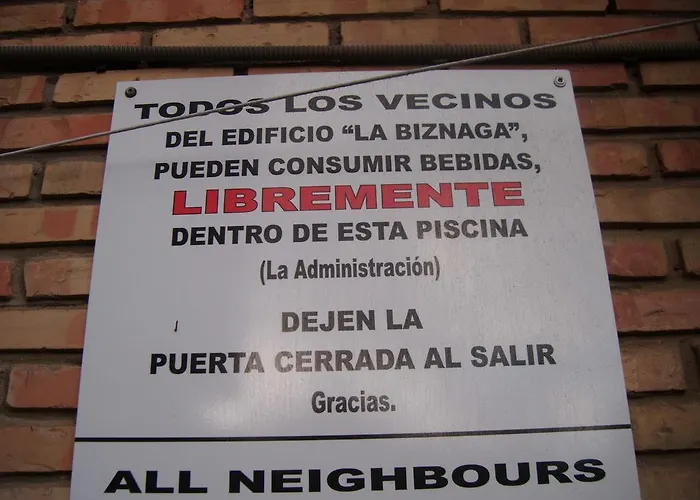 TODOS LOS VECINOS
DEL EDIFICIO “LA BIZNAGA”,
PUEDEN CONSUMIR BEBIDAS,
LIBREMENTE
DENTRO DE ESTA PISCINA
(La Administración)
DEJEN LA
PUERTA CERRADA AL SALIR
Gracias.
ALL NEIGHBOURS